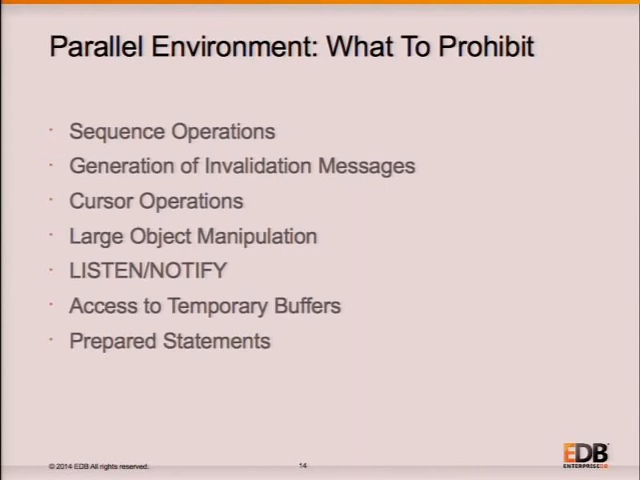 Parallel Environment: What To Prohibit
· Sequence Operations
· Generation of Invalidation Messages
· Cursor Operations
· Large Object Manipulation
· LISTEN/NOTIFY
· Access to Temporary Buffers
· Prepared Statements
© 2014 EDB All rights reserved.
14
EDB
ENTERPRISEDB